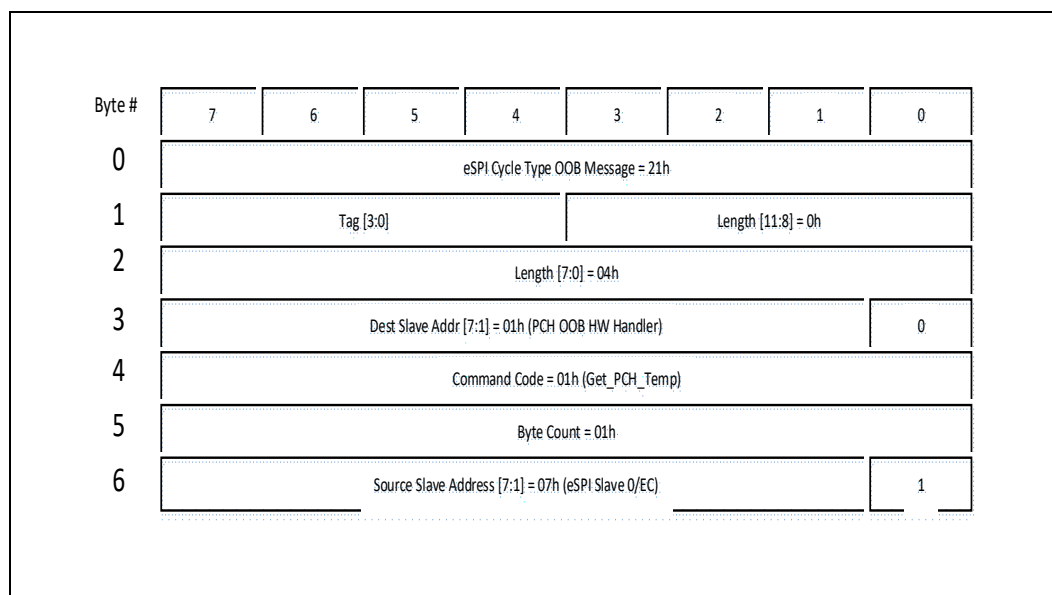 Byte # 7 6 5 4 3 2 1 0
0 eSPI Cycle Type OOB Message = 21h
1 Tag [3:0] Length [11:8] = 0h
2 Length [7:0] = 04h
3 Dest Slave Addr [7:1] = 01h (PCH OOB HW Handler) 0
4 Command Code = 01h (Get_PCH_Temp)
5 Byte Count = 01h
6 Source Slave Address [7:1] = 07h (eSPI Slave 0/EC) 1